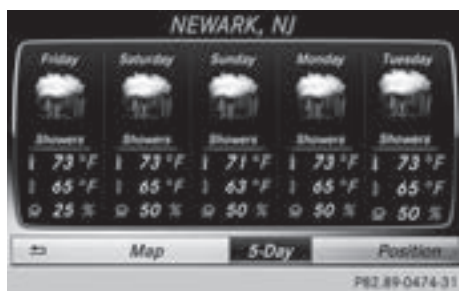 NEWARK, NJ
Friday Saturday Sunday Monday Tuesday
Showers Showers Showers Showers Showers
73 °F 73 °F 71 °F 73 °F 73 °F
65 °F 65 °F 63 °F 65 °F 65 °F
25 % 50 % 50 % 50 % 50 %
Map 5-Day Position
P82.89-0474-31